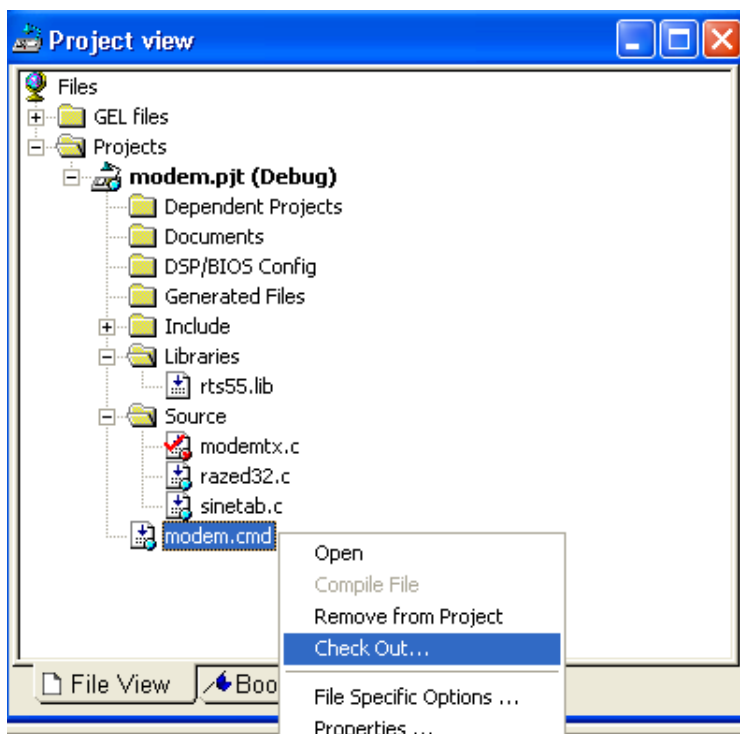 Project view
Files
GEL files
Projects
modem.pjt (Debug)
Dependent Projects
Documents
DSP/BIOS Config
Generated Files
Include
Libraries
rts55.lib
Source
modemtx.c
razed32.c
sinetab.c
modem.cmd
Open
Compile File
Remove from Project
Check Out...
File View Boo
File Specific Options ...
Properties ...